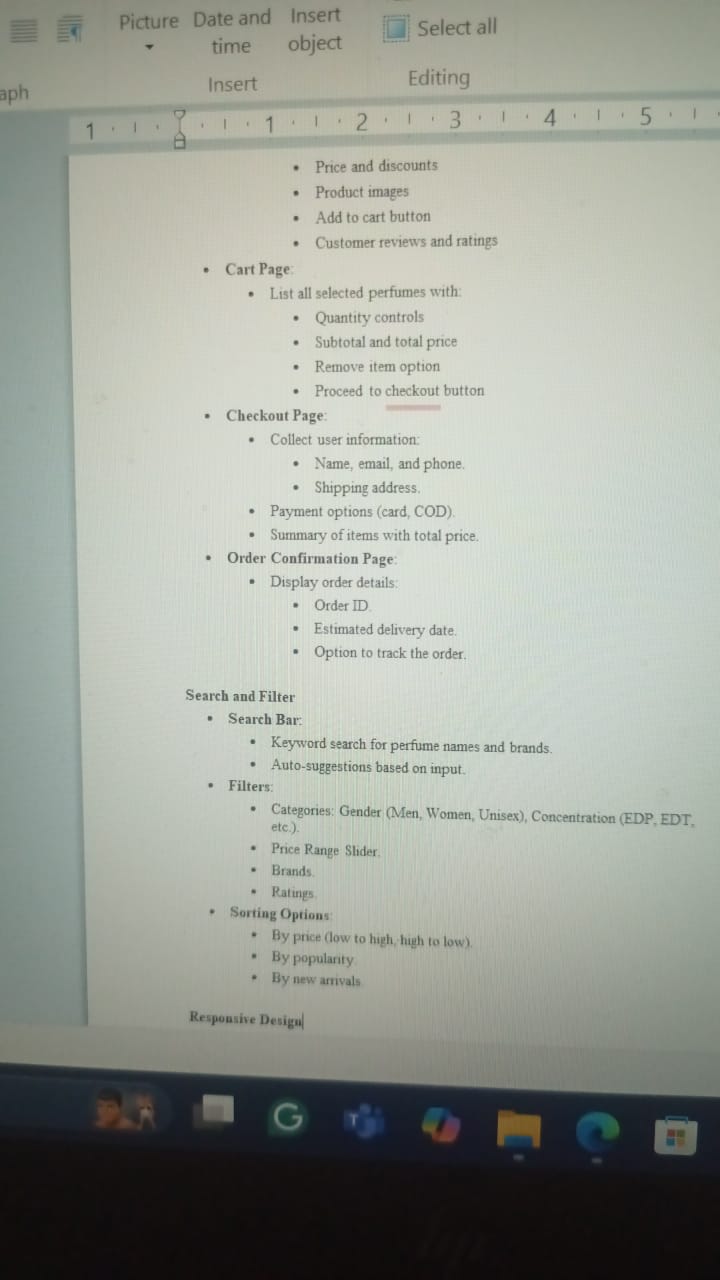 Picture
Date and time
Insert object
Select all
aph
Insert
Editing
1 1 2 3 4 5
• Price and discounts
• Product images
• Add to cart button
• Customer reviews and ratings
• Cart Page:
• List all selected perfumes with:
• Quantity controls
• Subtotal and total price
• Remove item option
• Proceed to checkout button
• Checkout Page:
• Collect user information:
• Name, email, and phone.
• Shipping address.
• Payment options (card, COD).
• Summary of items with total price.
• Order Confirmation Page:
• Display order details:
• Order ID.
• Estimated delivery date.
• Option to track the order.
Search and Filter
• Search Bar:
• Keyword search for perfume names and brands.
• Auto-suggestions based on input.
• Filters:
• Categories: Gender (Men, Women, Unisex), Concentration (EDP, EDT,
etc.).
• Price Range Slider.
• Brands.
• Ratings.
• Sorting Options:
• By price (low to high, high to low).
• By popularity.
• By new arrivals.
Responsive Design